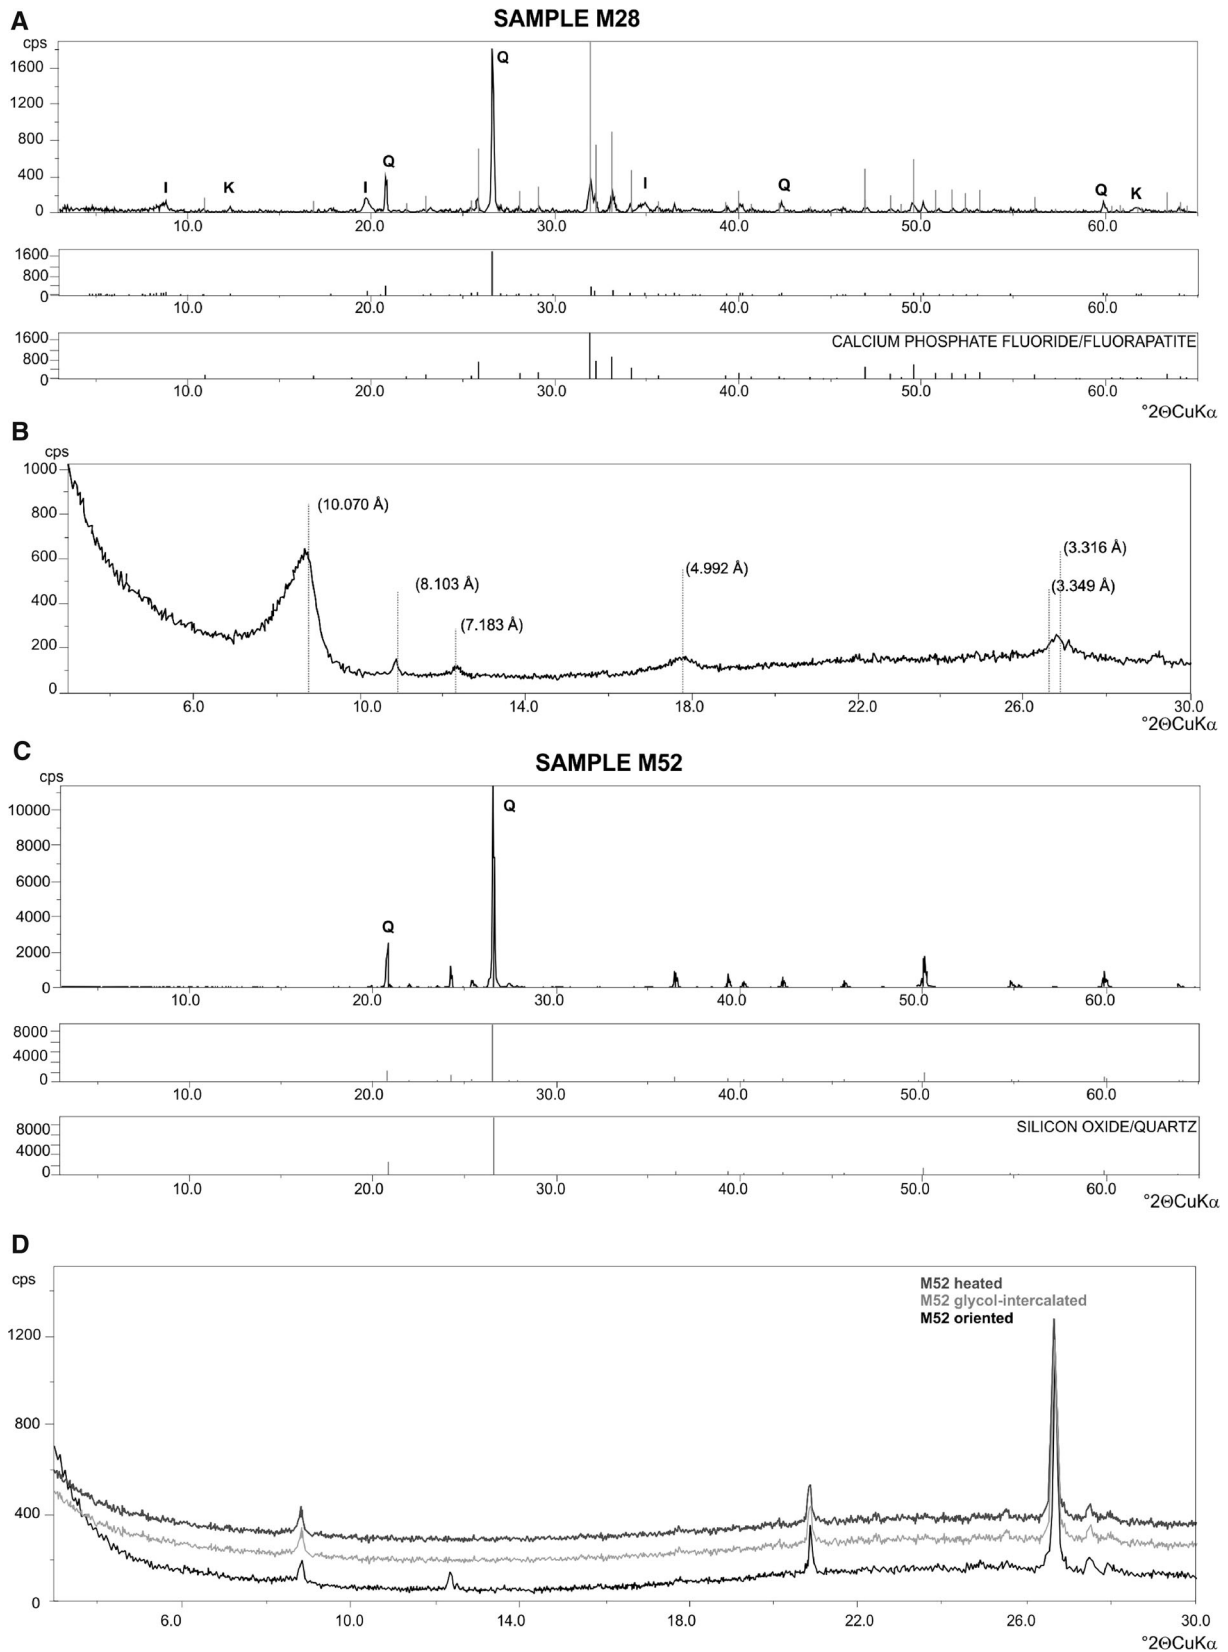 A
SAMPLE M28
cps
1600
1200
800
400
0
I K I Q Q I Q Q K
10.0 20.0 30.0 40.0 50.0 60.0
1600
800
0
10.0 20.0 30.0 40.0 50.0 60.0
CALCIUM PHOSPHATE FLUORIDE/FLUORAPATITE
1600
800
0
10.0 20.0 30.0 40.0 50.0 60.0
°2ΘCuKα
B
cps
1000
800
600
400
200
0
(10.070 Å)
(8.103 Å)
(7.183 Å)
(4.992 Å)
(3.316 Å)
(3.349 Å)
6.0 10.0 14.0 18.0 22.0 26.0 30.0
°2ΘCuKα
C
SAMPLE M52
cps
10000
8000
6000
4000
2000
0
Q Q
10.0 20.0 30.0 40.0 50.0 60.0
8000
4000
0
10.0 20.0 30.0 40.0 50.0 60.0
SILICON OXIDE/QUARTZ
8000
4000
0
10.0 20.0 30.0 40.0 50.0 60.0
°2ΘCuKα
D
cps
M52 heated
M52 glycol-intercalated
M52 oriented
1200
800
400
0
6.0 10.0 14.0 18.0 22.0 26.0 30.0
°2ΘCuKα